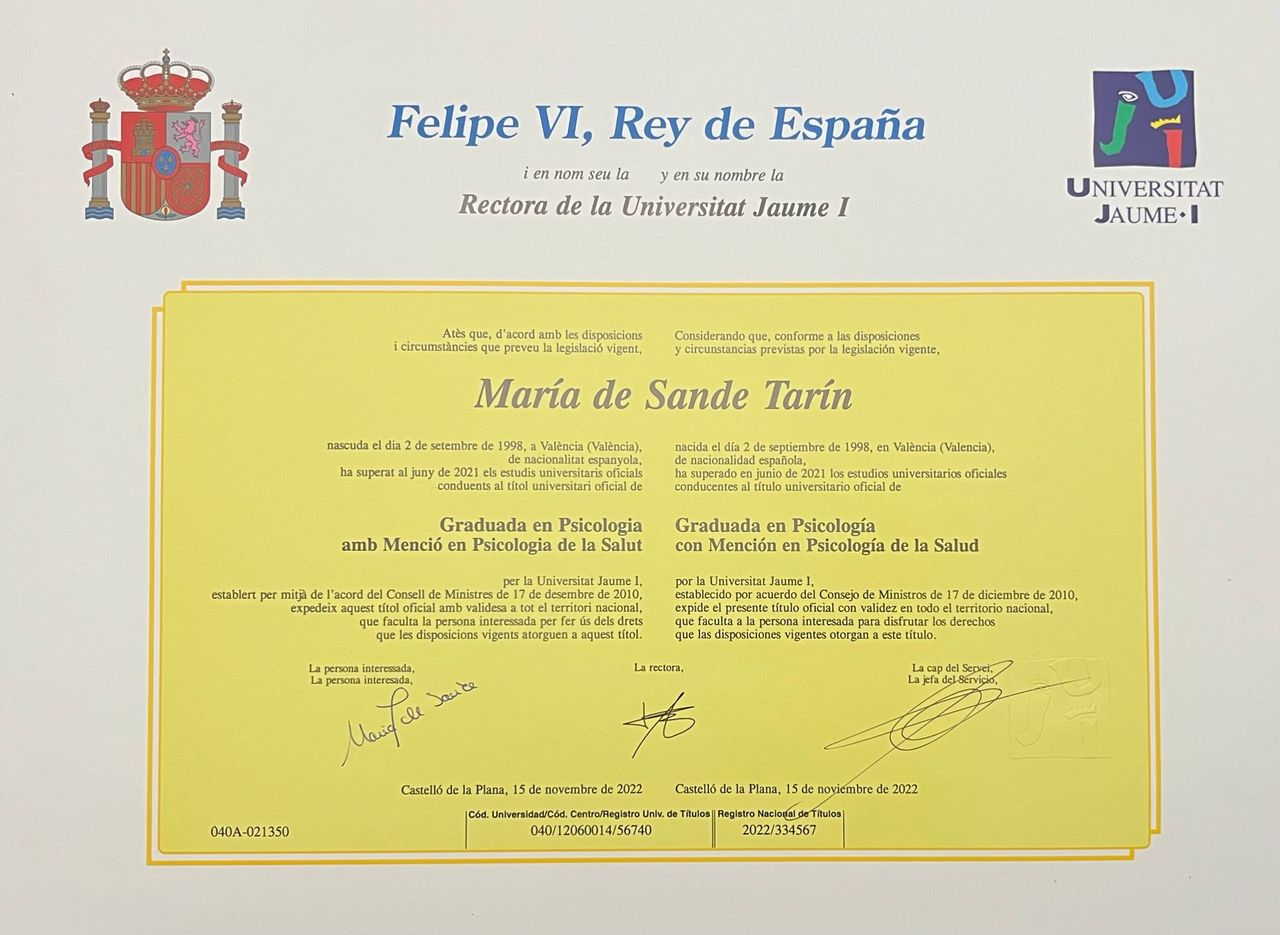 Felipe VI, Rey de España
i en nom seu la y en su nombre la
Rectora de la Universitat Jaume I
UNIVERSITAT
JAUME·I
Atès que, d'acord amb les disposicions
i circumstàncies que preveu la legislació vigent,
Considerando que, conforme a las disposiciones
y circunstancias previstas por la legislación vigente,
María de Sande Tarín
nascuda el dia 2 de setembre de 1998, a València (València),
de nacionalitat espanyola,
ha superat al juny de 2021 els estudis universitaris oficials
conduents al títol universitari oficial de
nacida el día 2 de septiembre de 1998, en València (Valencia),
de nacionalidad española,
ha superado en junio de 2021 los estudios universitarios oficiales
conducentes al título universitario oficial de
Graduada en Psicologia
amb Menció en Psicologia de la Salut
Graduada en Psicología
con Mención en Psicología de la Salud
per la Universitat Jaume I,
establert per mitjà de l'acord del Consell de Ministres de 17 de desembre de 2010,
expedeix aquest títol oficial amb validesa a tot el territori nacional,
que faculta la persona interessada per fer ús dels drets
que les disposicions vigents atorguen a aquest títol.
por la Universitat Jaume I,
establecido por acuerdo del Consejo de Ministros de 17 de diciembre de 2010,
expide el presente título oficial con validez en todo el territorio nacional,
que faculta a la persona interesada para disfrutar los derechos
que las disposiciones vigentes otorgan a este título.
La persona interessada,
La persona interesada,
María de Sande
La rectora,
La cap del Servei,
La jefa del Servicio,
Castelló de la Plana, 15 de novembre de 2022
Castelló de la Plana, 15 de noviembre de 2022
040A-021350
Cód. Universidad/Cód. Centro/Registro Univ. de Títulos
040/12060014/56740
Registro Nacional de Títulos
2022/334567